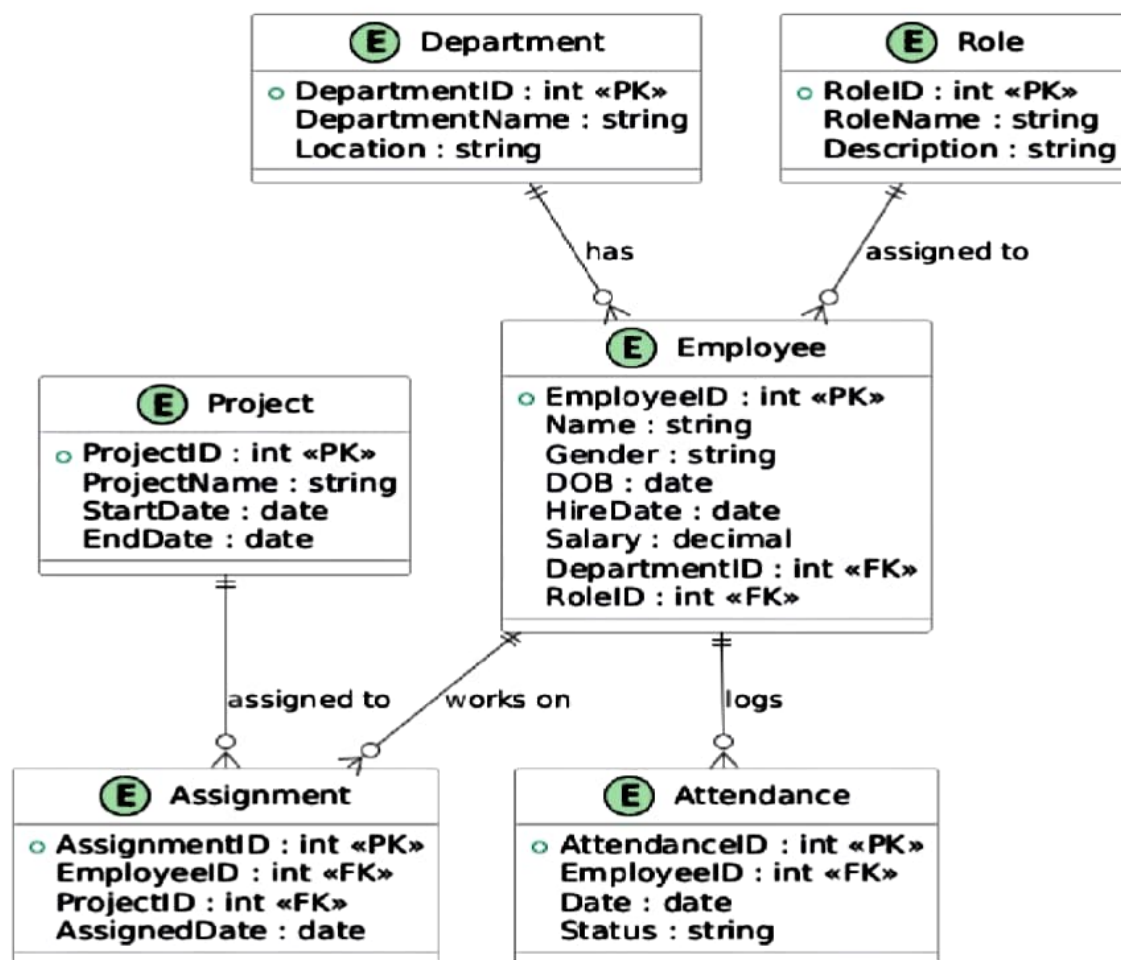 E Department
DepartmentID : int «PK»
DepartmentName : string
Location : string
E Role
RoleID : int «PK»
RoleName : string
Description : string
has
assigned to
E Employee
EmployeeID : int «PK»
Name : string
Gender : string
DOB : date
HireDate : date
Salary : decimal
DepartmentID : int «FK»
RoleID : int «FK»
E Project
ProjectID : int «PK»
ProjectName : string
StartDate : date
EndDate : date
assigned to
works on
logs
E Assignment
AssignmentID : int «PK»
EmployeeID : int «FK»
ProjectID : int «FK»
AssignedDate : date
E Attendance
AttendanceID : int «PK»
EmployeeID : int «FK»
Date : date
Status : string